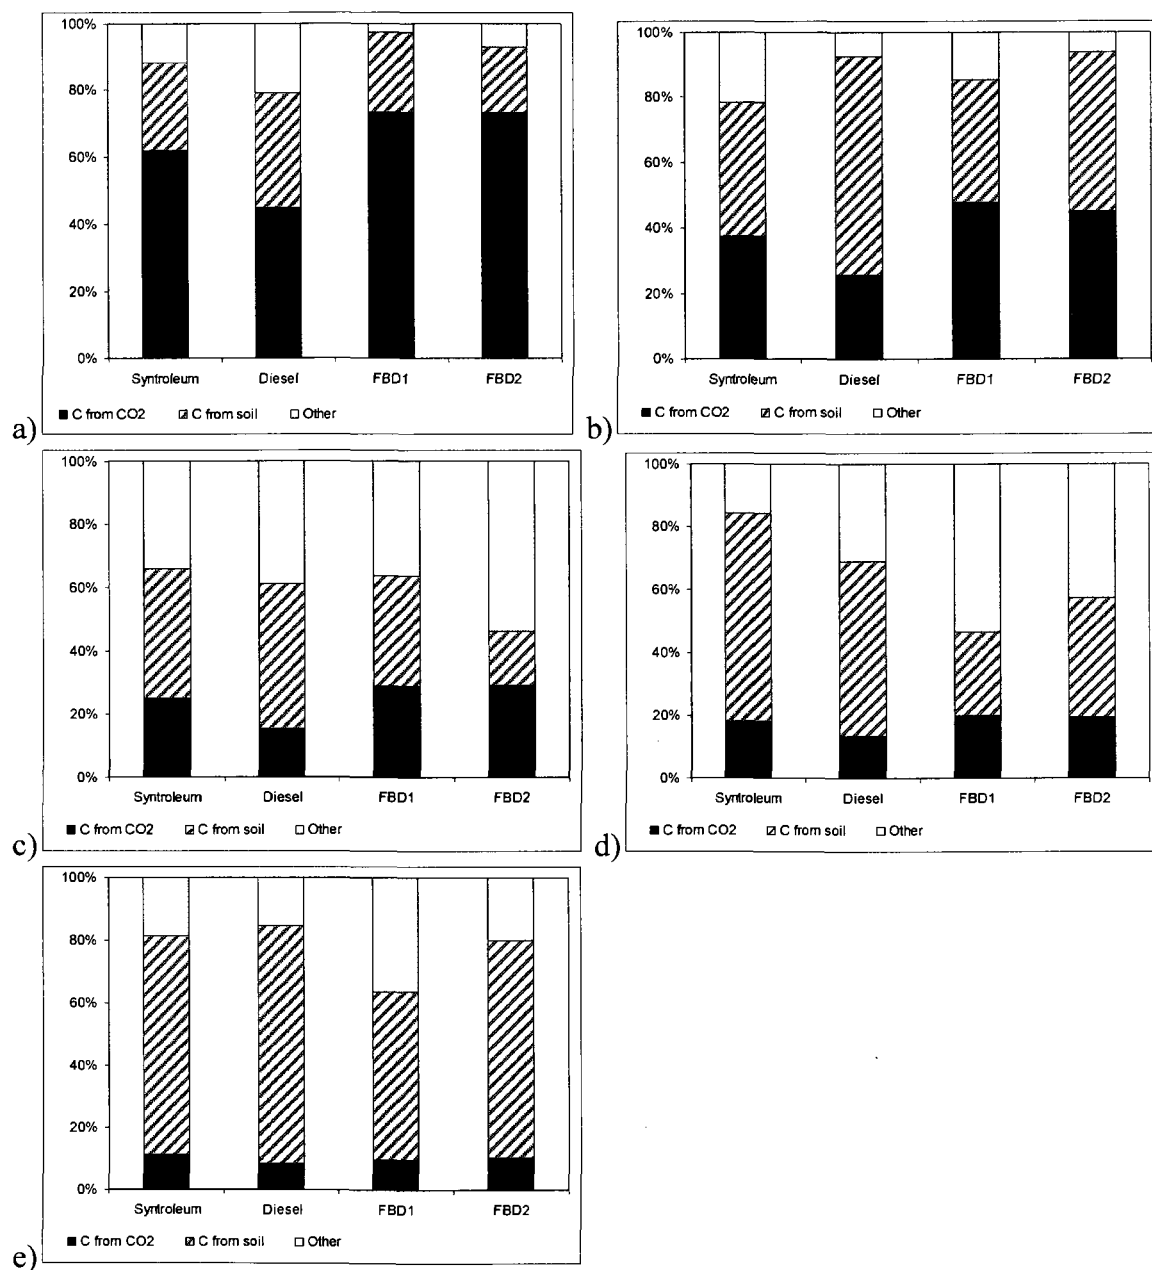 100%
80%
60%
40%
20%
0%
Syntroleum Diesel FBD1 FBD2
C from CO2 C from soil Other
a)
100%
80%
60%
40%
20%
0%
Syntroleum Diesel FBD1 FBD2
C from CO2 C from soil Other
b)
100%
80%
60%
40%
20%
0%
Syntroleum Diesel FBD1 FBD2
C from CO2 C from soil Other
c)
100%
80%
60%
40%
20%
0%
Syntroleum Diesel FBD1 FBD2
C from CO2 C from soil Other
d)
100%
80%
60%
40%
20%
0%
Syntroleum Diesel FBD1 FBD2
C from CO2 C from soil Other
e)